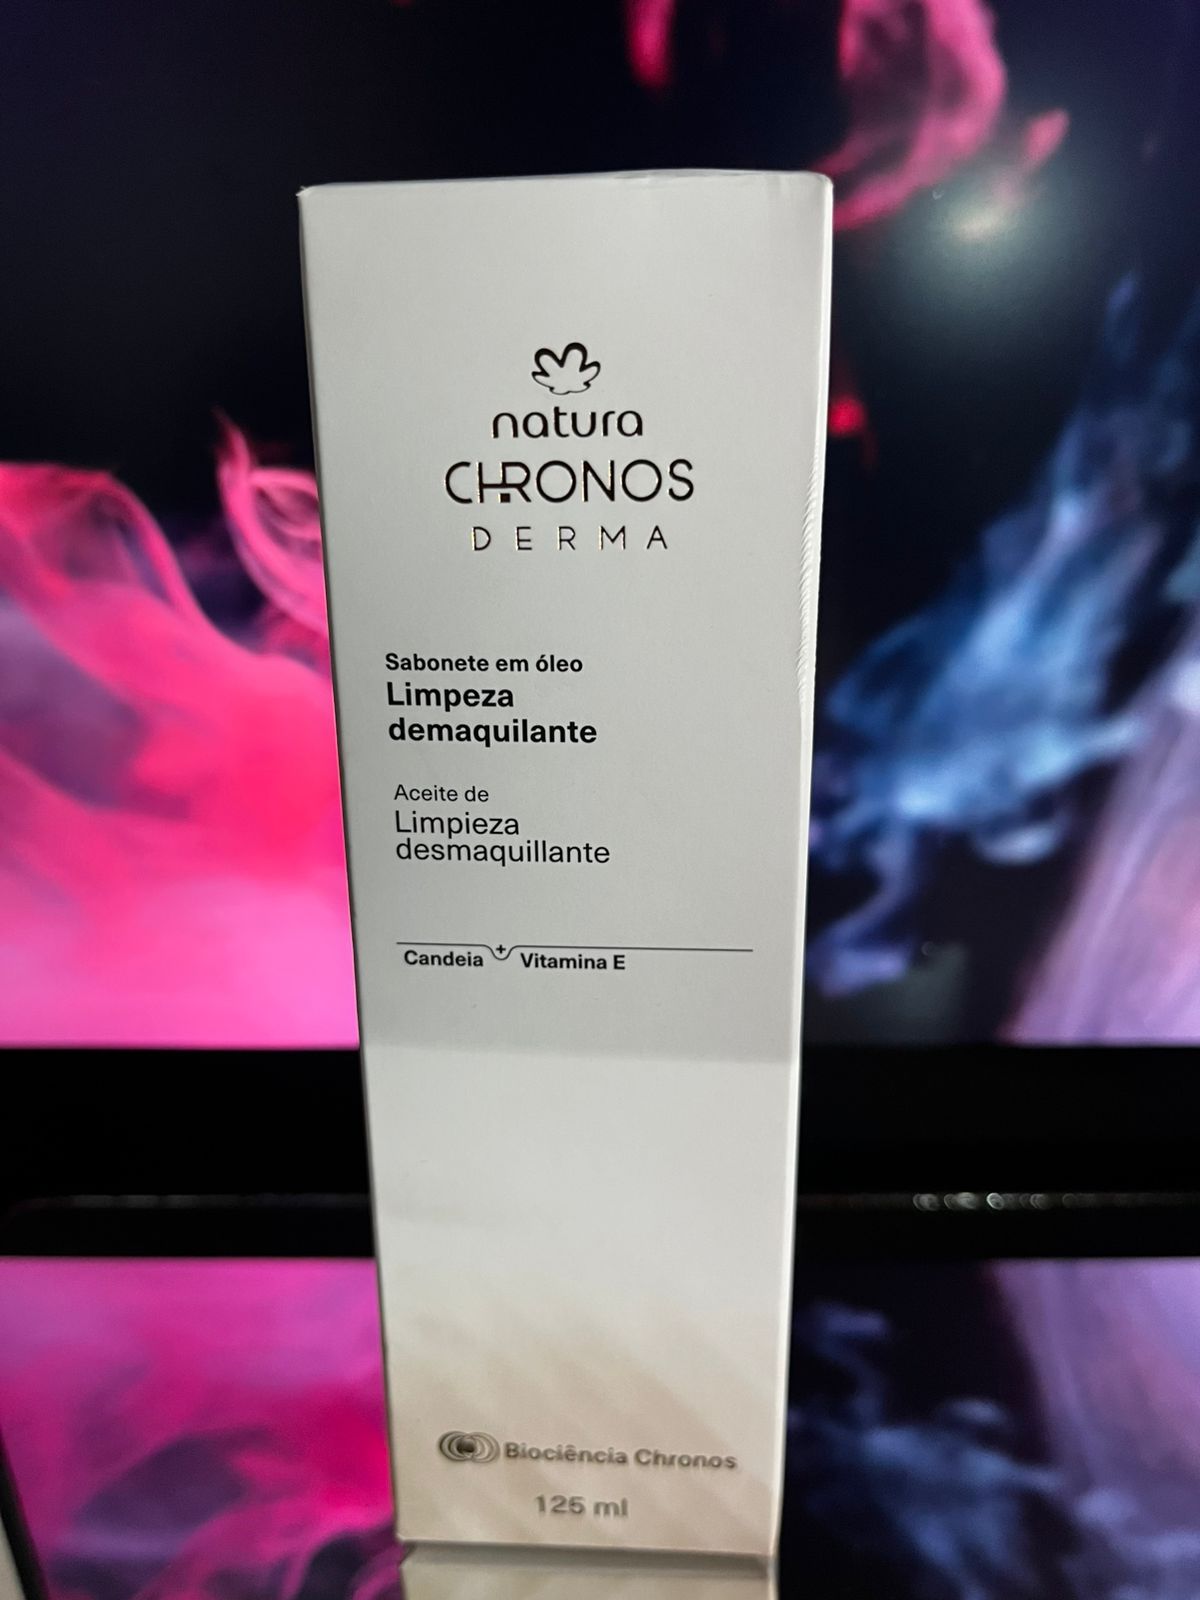 natura
CHRONOS
DERMA
Sabonete em óleo
Limpeza
demaquilante
Aceite de
Limpieza
desmaquillante
Candeia + Vitamina E
Biociência Chronos
125 ml